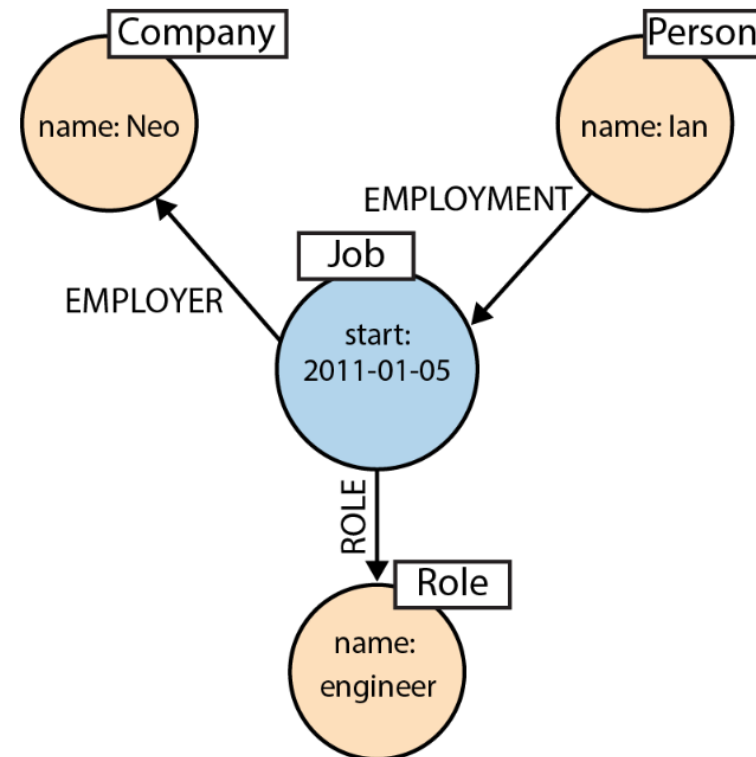 Company
Person
name: Neo
name: Ian
EMPLOYMENT
Job
EMPLOYER
start:
2011-01-05
ROLE
Role
name:
engineer